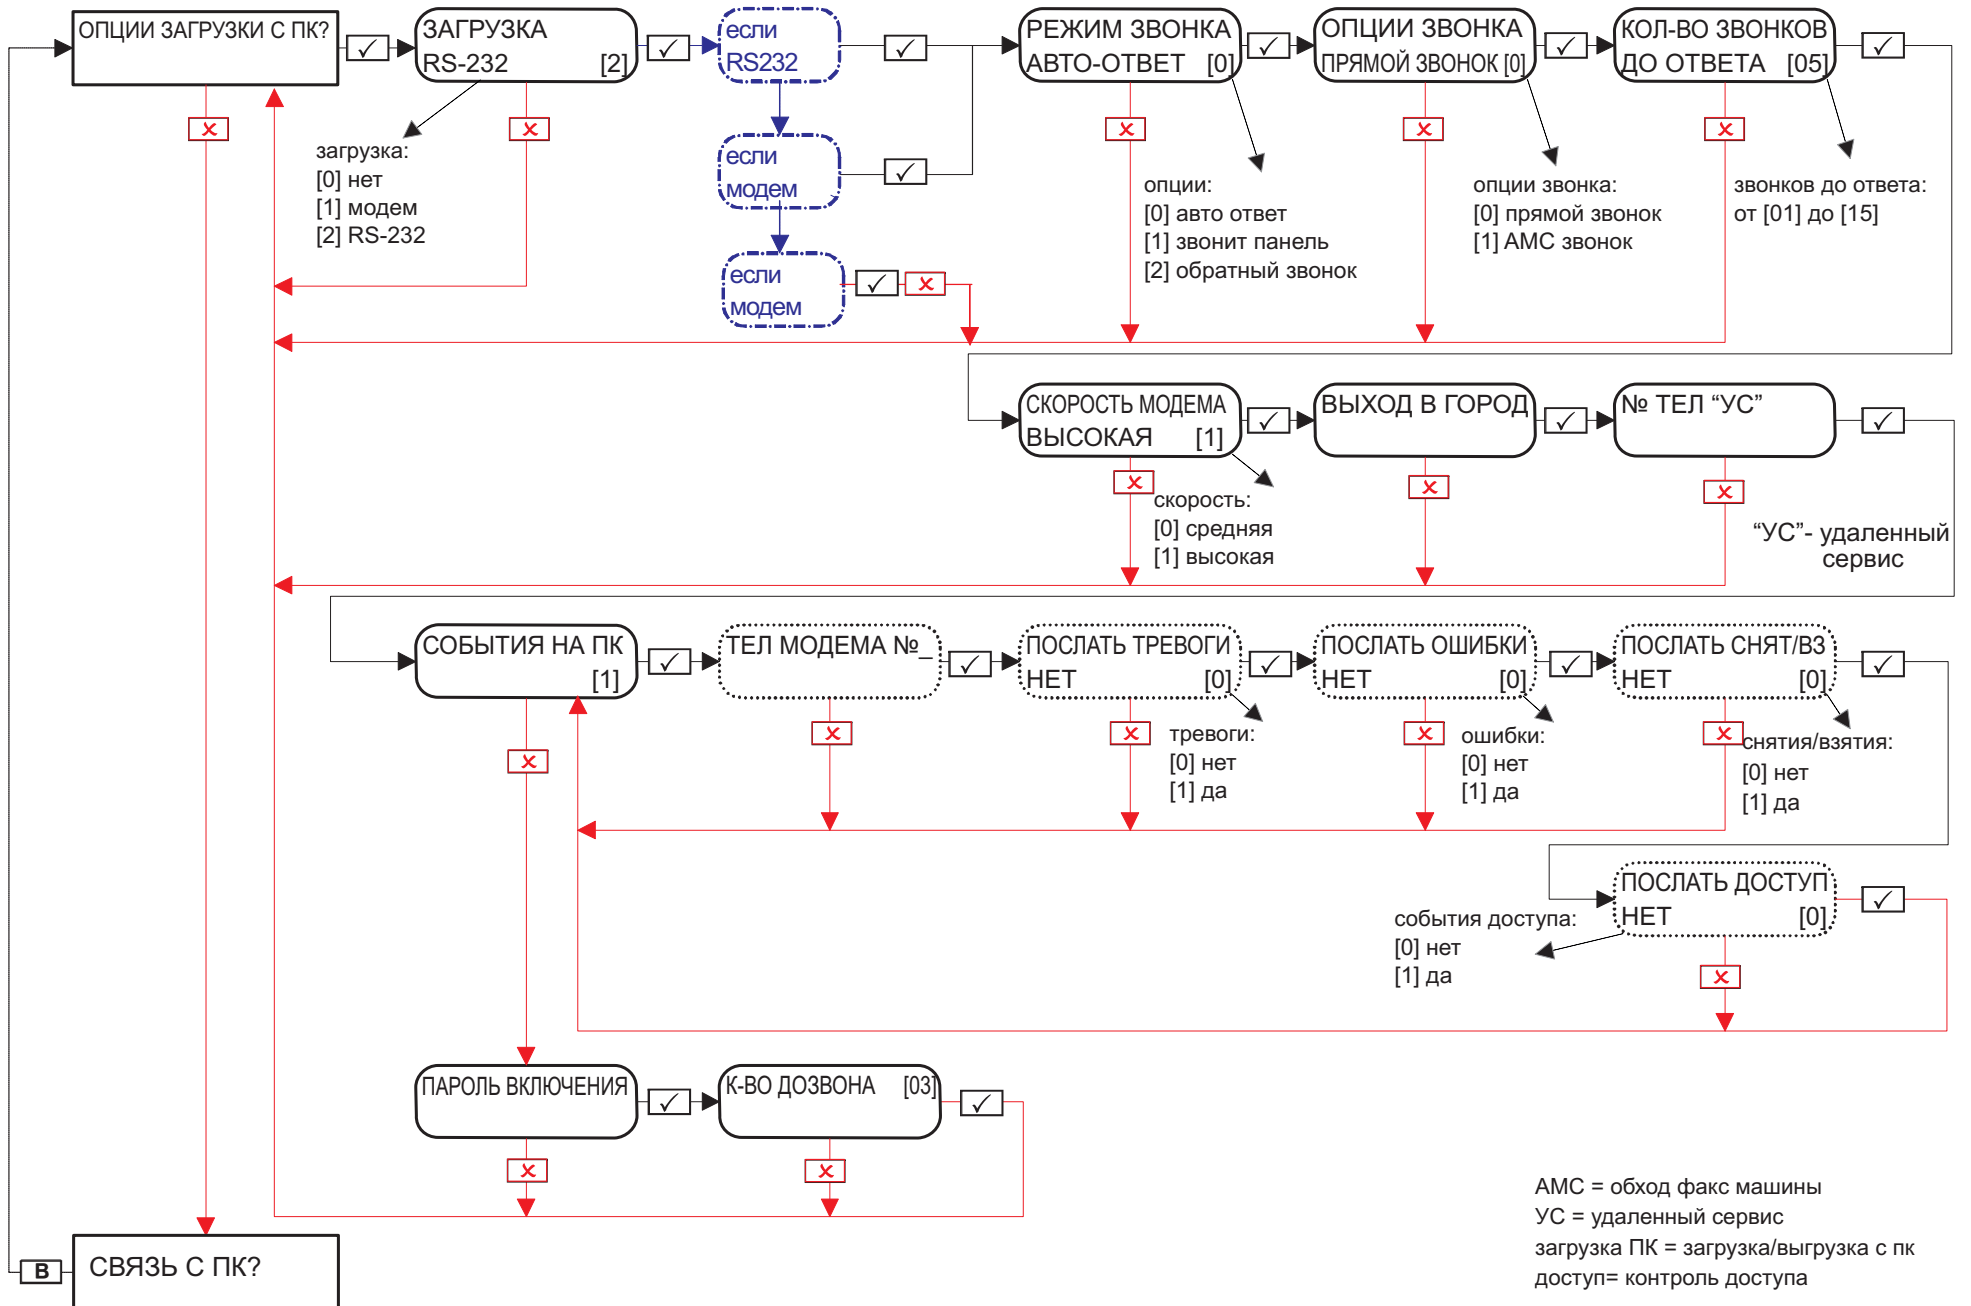 ОПЦИИ ЗАГРУЗКИ С ПК?
ЗАГРУЗКА
RS-232 [2]
если
RS232
РЕЖИМ ЗВОНКА
АВТО-ОТВЕТ [0]
ОПЦИИ ЗВОНКА
ПРЯМОЙ ЗВОНОК [0]
КОЛ-ВО ЗВОНКОВ
ДО ОТВЕТА [05]
загрузка:
[0] нет
[1] модем
[2] RS-232
если
модем
если
модем
опции:
[0] авто ответ
[1] звонит панель
[2] обратный звонок
опции звонка:
[0] прямой звонок
[1] АМС звонок
звонков до ответа:
от [01] до [15]
СКОРОСТЬ МОДЕМА
ВЫСОКАЯ [1]
ВЫХОД В ГОРОД
№ ТЕЛ “УС”
скорость:
[0] средняя
[1] высокая
“УС”- удаленный
сервис
СОБЫТИЯ НА ПК
[1]
ТЕЛ МОДЕМА №_
ПОСЛАТЬ ТРЕВОГИ
НЕТ [0]
ПОСЛАТЬ ОШИБКИ
НЕТ [0]
ПОСЛАТЬ СНЯТ/ВЗ
НЕТ [0]
тревоги:
[0] нет
[1] да
ошибки:
[0] нет
[1] да
снятия/взятия:
[0] нет
[1] да
ПОСЛАТЬ ДОСТУП
НЕТ [0]
события доступа:
[0] нет
[1] да
ПАРОЛЬ ВКЛЮЧЕНИЯ
К-ВО ДОЗВОНА [03]
АМС = обход факс машины
УС = удаленный сервис
загрузка ПК = загрузка/выгрузка с пк
доступ= контроль доступа
B
СВЯЗЬ С ПК?